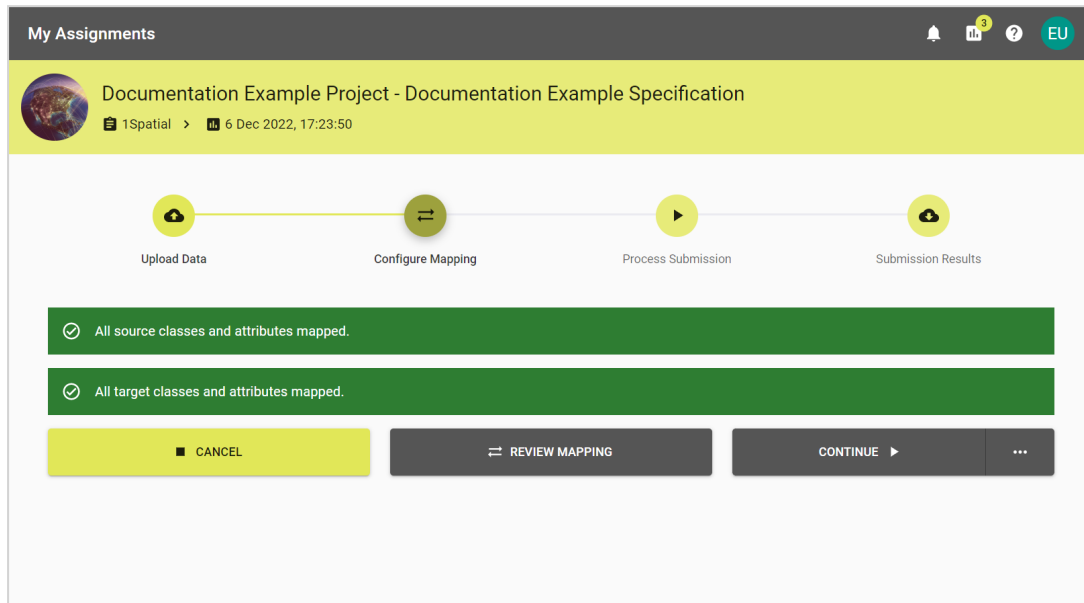 My Assignments
3
EU
Documentation Example Project - Documentation Example Specification
1Spatial > 6 Dec 2022, 17:23:50
Upload Data
Configure Mapping
Process Submission
Submission Results
All source classes and attributes mapped.
All target classes and attributes mapped.
CANCEL
REVIEW MAPPING
CONTINUE